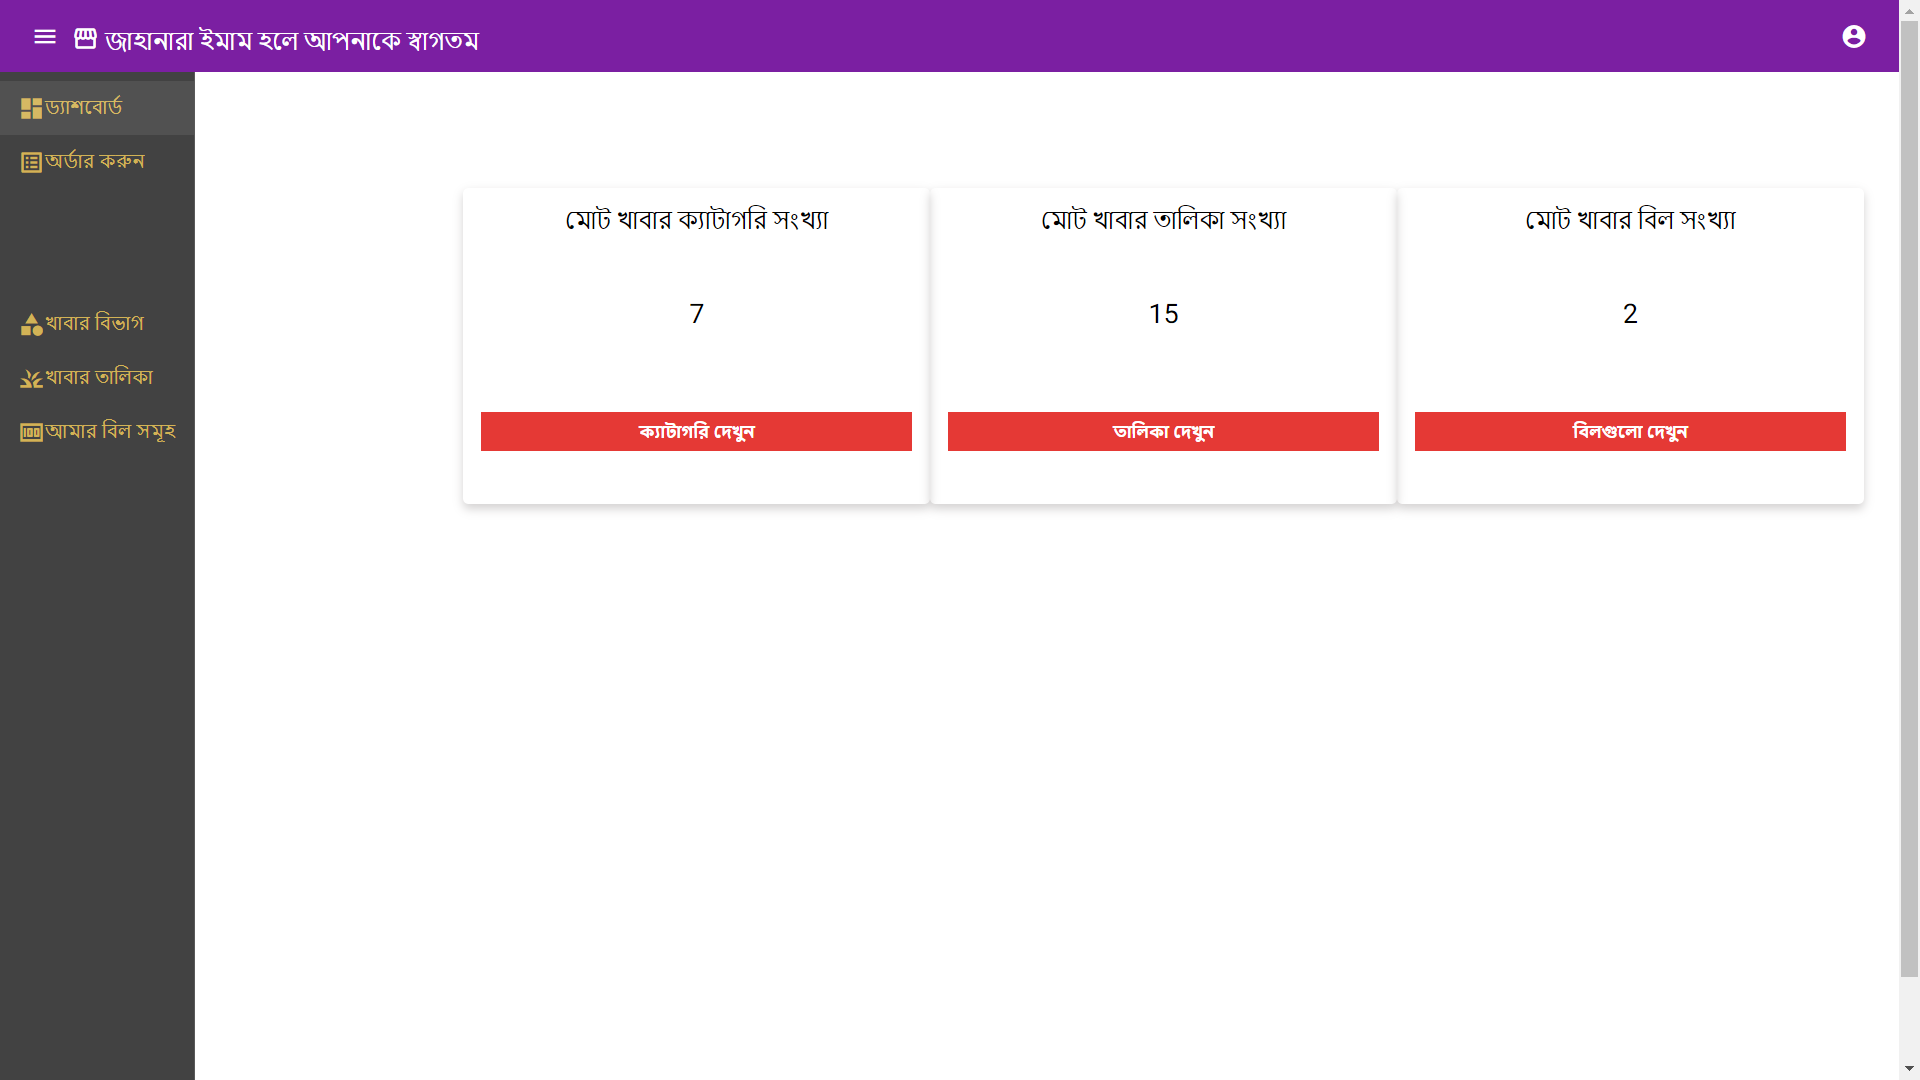 জাহানারা ইমাম হলে আপনাকে স্বাগতম
ড্যাশবোর্ড
অর্ডার করুন
খাবার বিভাগ
খাবার তালিকা
আমার বিল সমূহ
মোট খাবার ক্যাটাগরি সংখ্যা
7
ক্যাটাগরি দেখুন
মোট খাবার তালিকা সংখ্যা
15
তালিকা দেখুন
মোট খাবার বিল সংখ্যা
2
বিলগুলো দেখুন